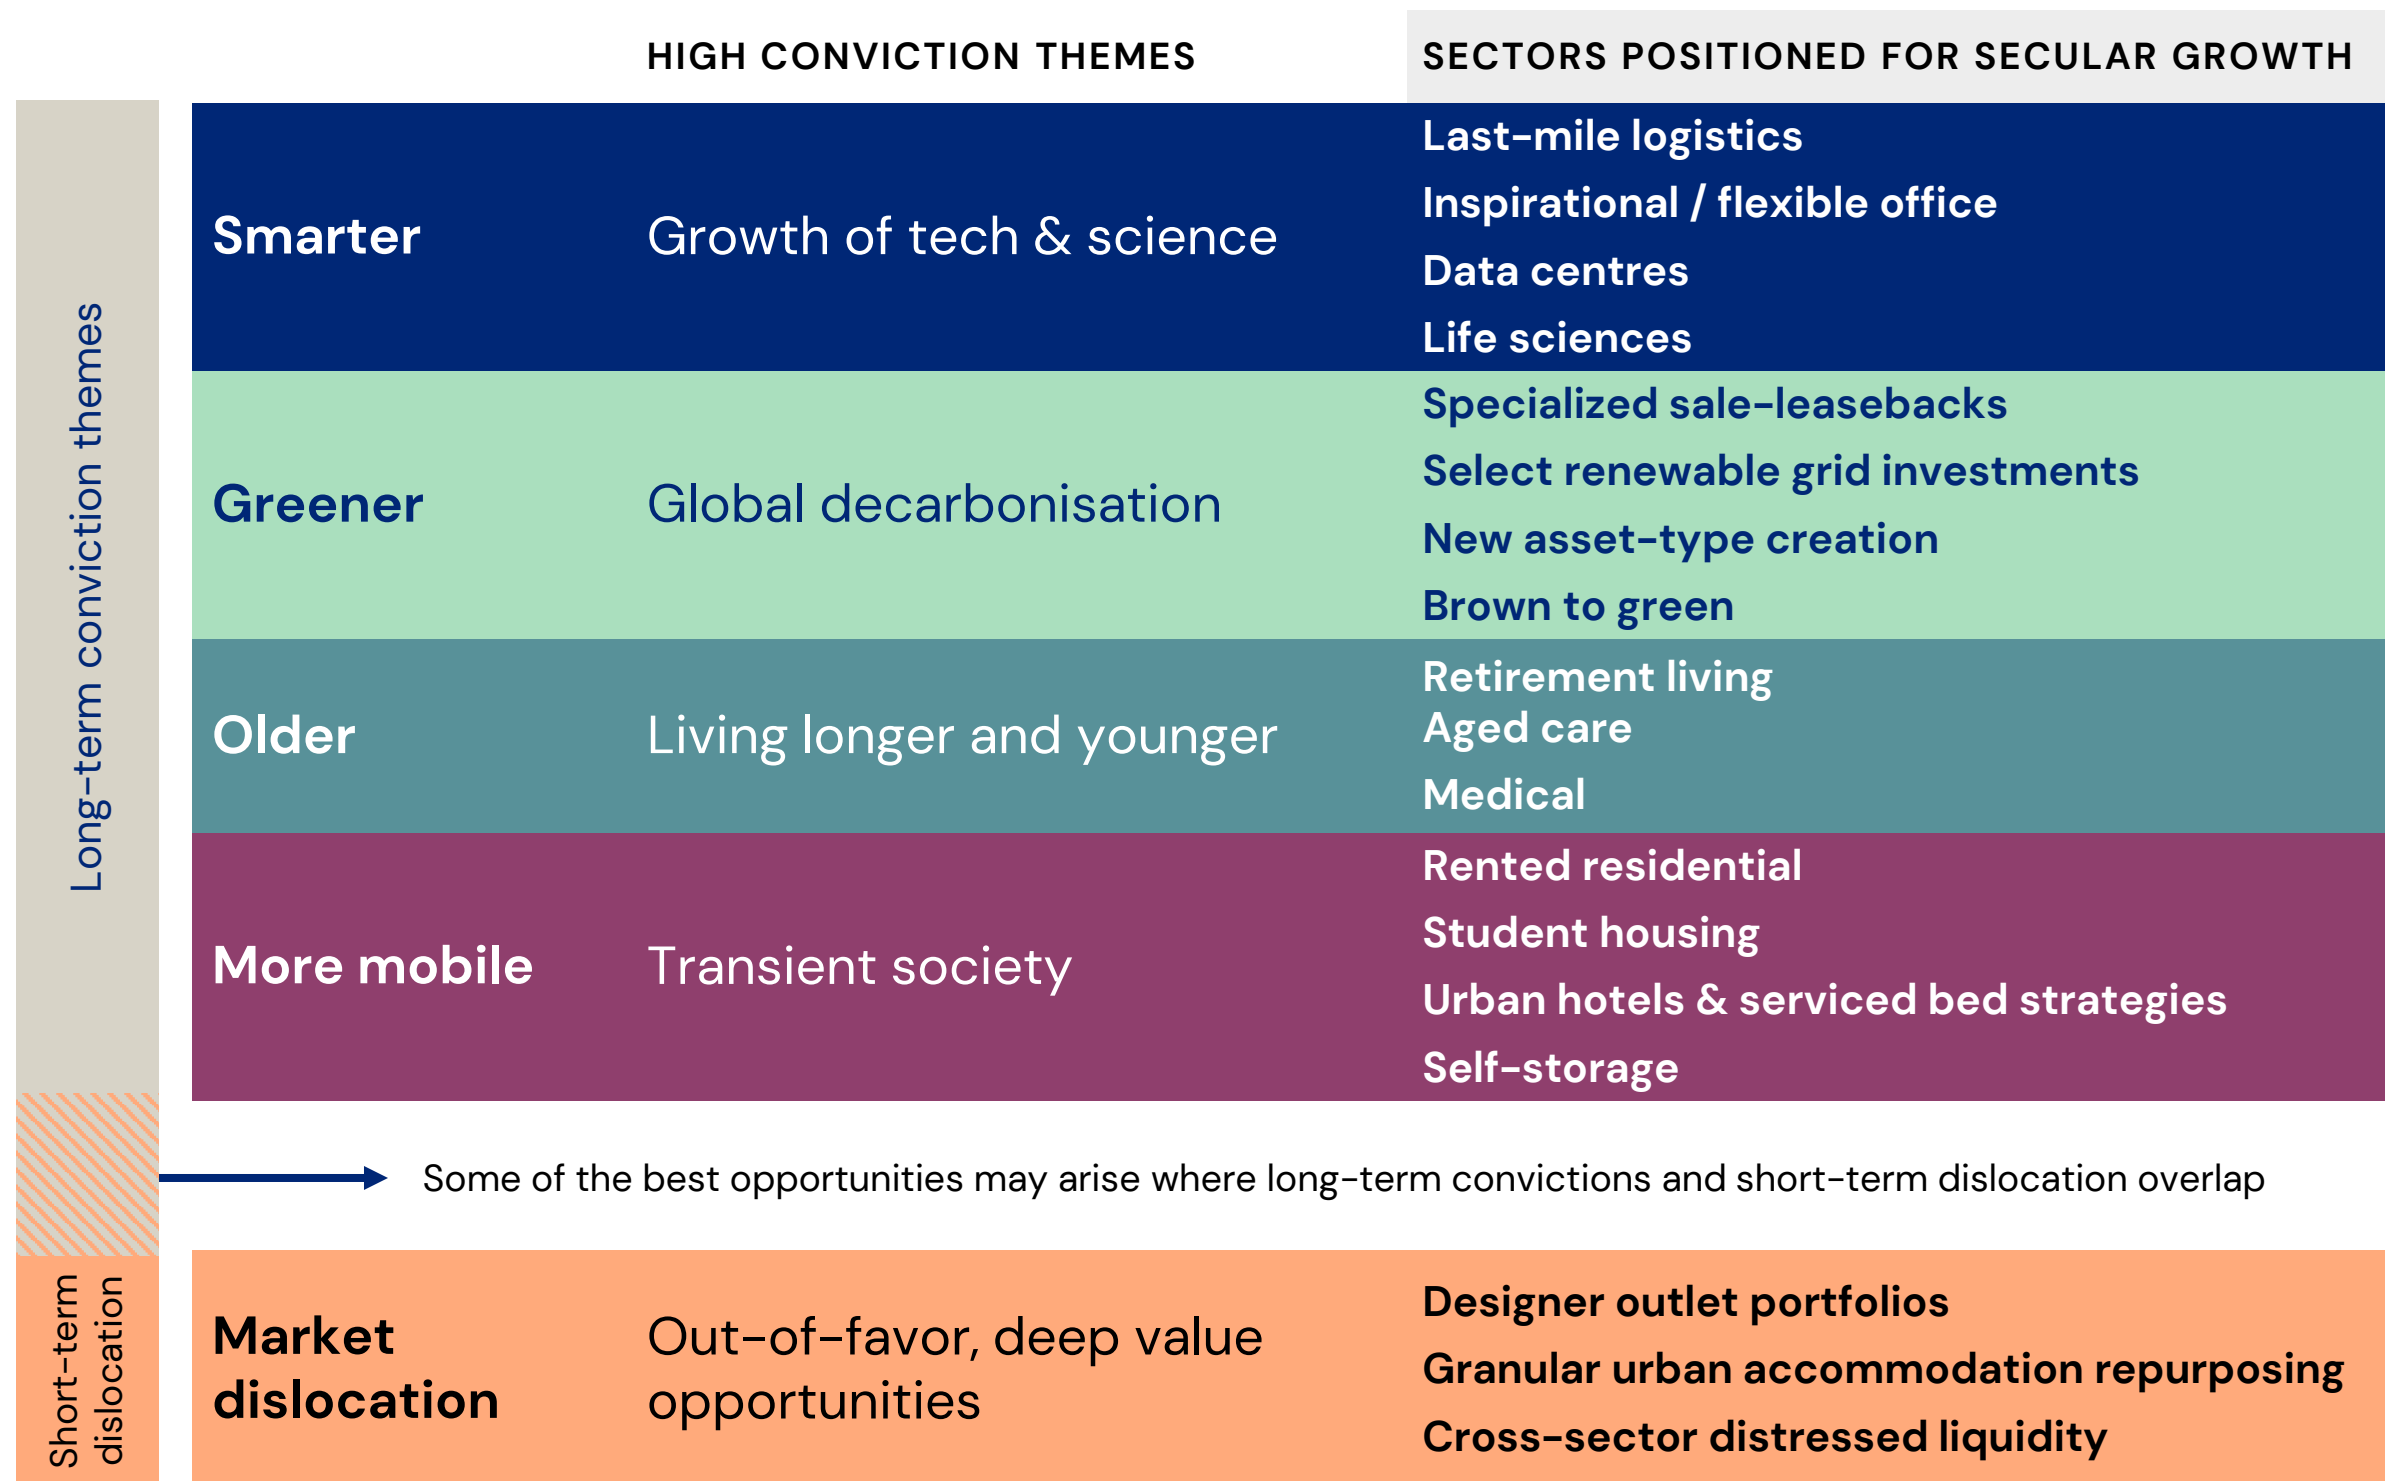 HIGH CONVICTION THEMES
SECTORS POSITIONED FOR SECULAR GROWTH
Long-term conviction themes
Smarter
Growth of tech & science
Last-mile logistics
Inspirational / flexible office
Data centres
Life sciences
Greener
Global decarbonisation
Specialized sale-leasebacks
Select renewable grid investments
New asset-type creation
Brown to green
Older
Living longer and younger
Retirement living
Aged care
Medical
More mobile
Transient society
Rented residential
Student housing
Urban hotels & serviced bed strategies
Self-storage
Some of the best opportunities may arise where long-term convictions and short-term dislocation overlap
Short-term
dislocation
Market
dislocation
Out-of-favor, deep value
opportunities
Designer outlet portfolios
Granular urban accommodation repurposing
Cross-sector distressed liquidity